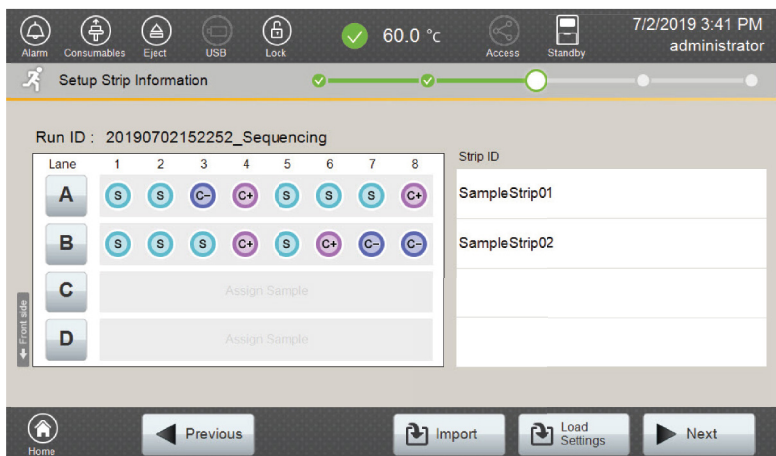 60.0 °c
7/2/2019 3:41 PM
administrator
Alarm
Consumables
Eject
USB
Lock
Access
Standby
Setup Strip Information
Run ID : 20190702152252_Sequencing
Lane 1 2 3 4 5 6 7 8
A S S C- C+ S S S C+
B S S S C+ S C+ C- C-
C Assign Sample
D Assign Sample
Front side
Strip ID
SampleStrip01
SampleStrip02
Home
Previous
Import
Load
Settings
Next